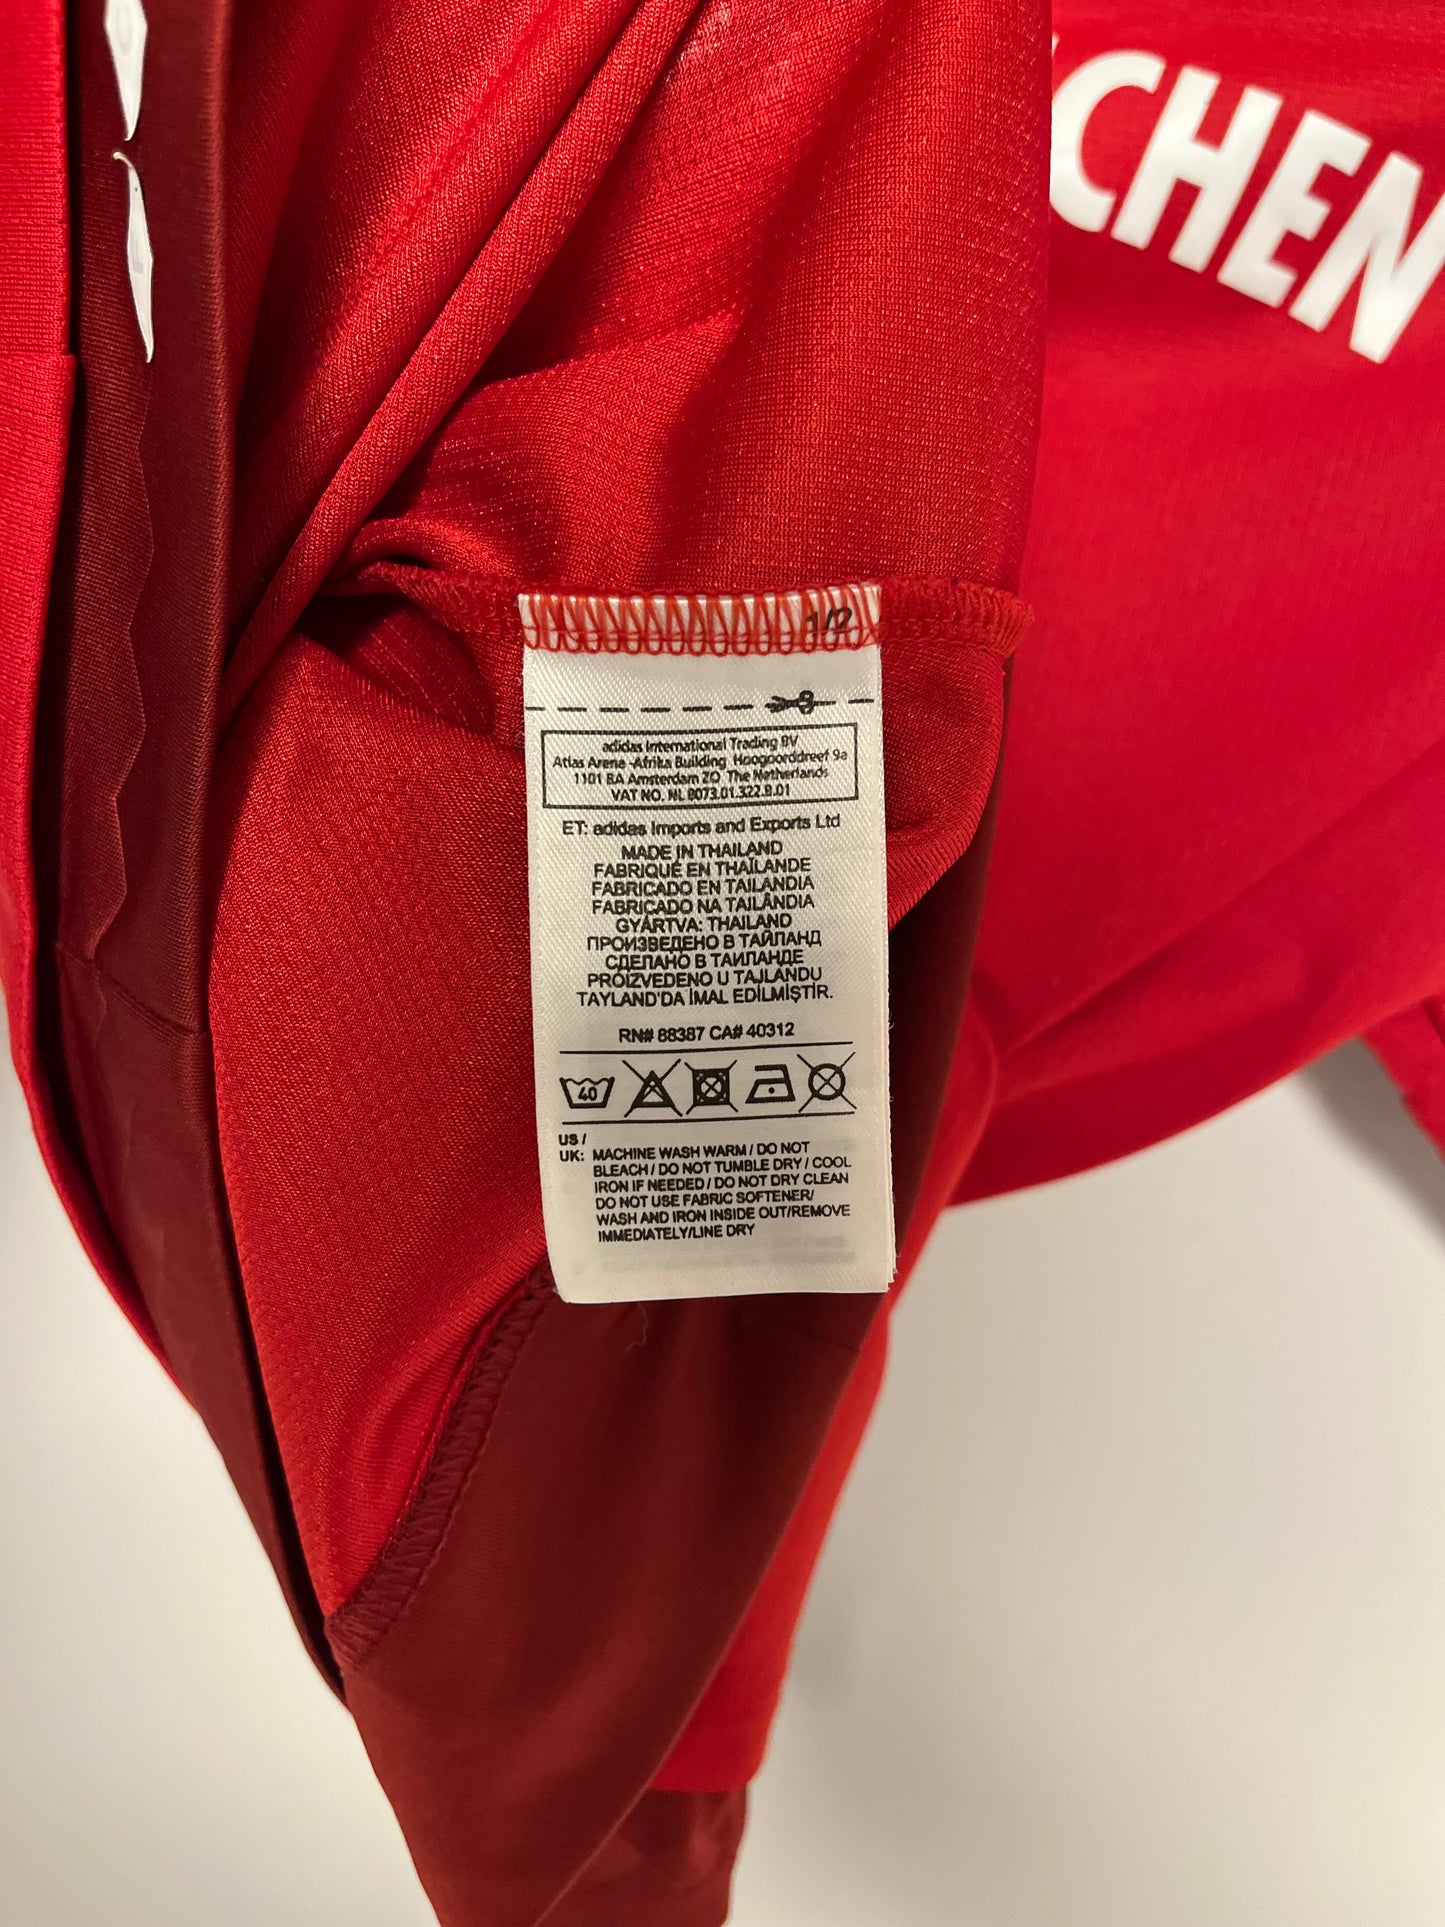 CHEN
1/2
adidas International Trading BV
Atlas Arena -Afrika Building Hoogoorddreef 9a
1101 BA Amsterdam ZO The Netherlands
VAT NO. NL 8073.01.322.B.01
ET: adidas Imports and Exports Ltd
MADE IN THAILAND
FABRIQUÉ EN THAÏLANDE
FABRICADO EN TAILANDIA
FABRICADO NA TAILÂNDIA
GYÁRTVA: THAILAND
ПРОИЗВЕДЕНО В ТАЙЛАНД
СДЕЛАНО В ТАИЛАНДЕ
PROIZVEDENO U TAJLANDU
TAYLAND'DA İMAL EDİLMİŞTİR.
RN# 88387 CA# 40312
40
US /
UK: MACHINE WASH WARM / DO NOT
BLEACH / DO NOT TUMBLE DRY / COOL
IRON IF NEEDED / DO NOT DRY CLEAN
DO NOT USE FABRIC SOFTENER/
WASH AND IRON INSIDE OUT/REMOVE
IMMEDIATELY/LINE DRY